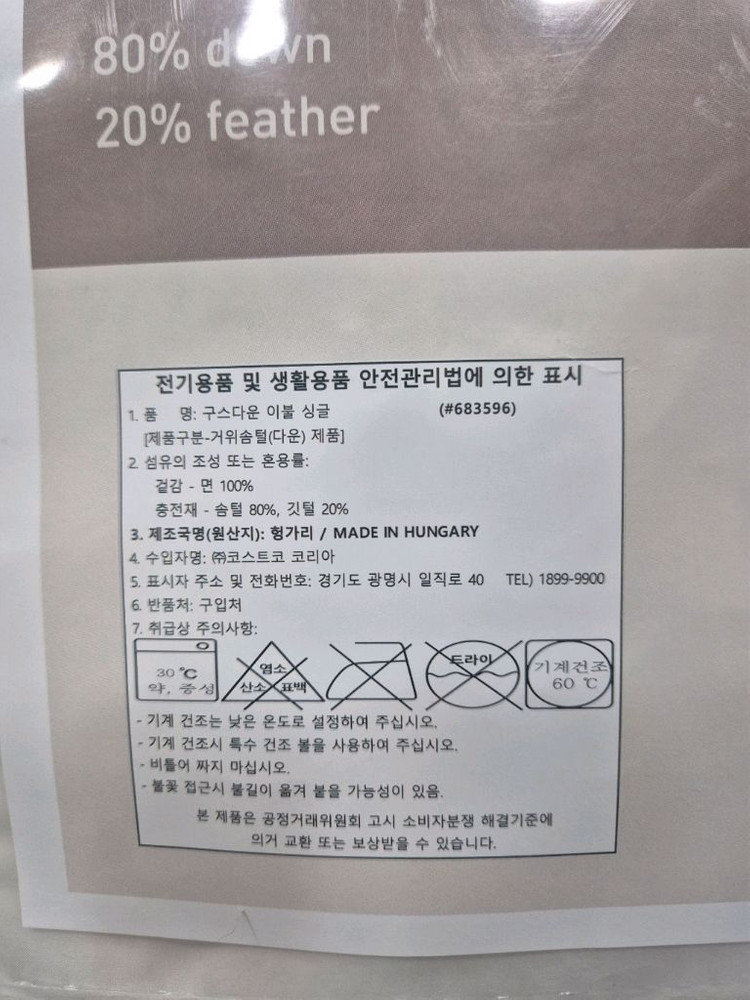 80% down
20% feather
전기용품 및 생활용품 안전관리법에 의한 표시
1. 품 명: 구스다운 이불 싱글 (#683596)
[제품구분-거위솜털(다운) 제품]
2. 섬유의 조성 또는 혼용률:
겉감 - 면 100%
충전재 - 솜털 80%, 깃털 20%
3. 제조국명(원산지): 헝가리 / MADE IN HUNGARY
4. 수입자명: ㈜코스트코 코리아
5. 표시자 주소 및 전화번호: 경기도 광명시 일직로 40 TEL) 1899-9900
6. 반품처: 구입처
7. 취급상 주의사항:
30 ℃
약, 중성
염소
산소 표백
드라이
기계건조
60 ℃
- 기계 건조는 낮은 온도로 설정하여 주십시오.
- 기계 건조시 특수 건조 볼을 사용하여 주십시오.
- 비틀어 짜지 마십시오.
- 불꽃 접근시 불길이 옮겨 붙을 가능성이 있음.
본 제품은 공정거래위원회 고시 소비자분쟁 해결기준에
의거 교환 또는 보상받을 수 있습니다.